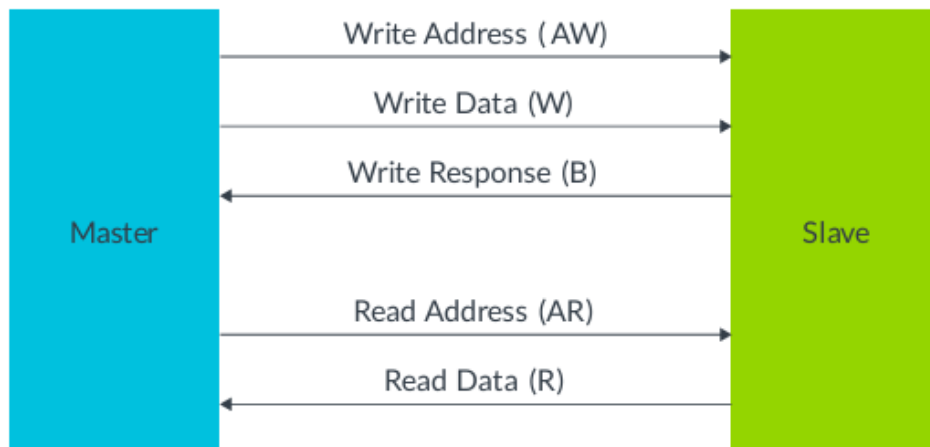 Write Address ( AW)
Write Data (W)
Write Response (B)
Master
Slave
Read Address (AR)
Read Data (R)